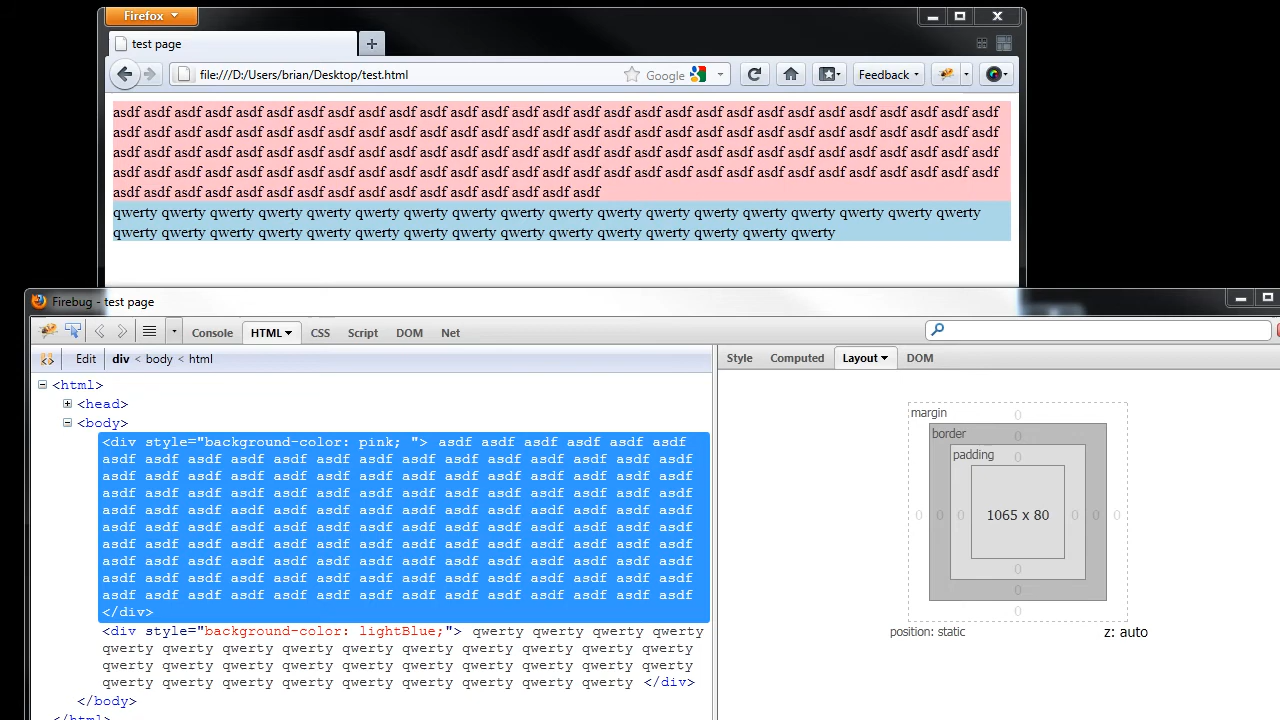 Firefox
test page
file:///D:/Users/brian/Desktop/test.html
Google
Feedback
asdf asdf asdf asdf asdf asdf asdf asdf asdf asdf asdf asdf asdf asdf asdf asdf asdf asdf asdf asdf asdf asdf asdf asdf asdf asdf asdf asdf asdf
asdf asdf asdf asdf asdf asdf asdf asdf asdf asdf asdf asdf asdf asdf asdf asdf asdf asdf asdf asdf asdf asdf asdf asdf asdf asdf asdf asdf asdf
asdf asdf asdf asdf asdf asdf asdf asdf asdf asdf asdf asdf asdf asdf asdf asdf asdf asdf asdf asdf asdf asdf asdf asdf asdf asdf asdf asdf asdf
asdf asdf asdf asdf asdf asdf asdf asdf asdf asdf asdf asdf asdf asdf asdf asdf asdf asdf asdf asdf asdf asdf asdf asdf asdf asdf asdf asdf asdf
asdf asdf asdf asdf asdf asdf asdf asdf asdf asdf asdf asdf asdf asdf asdf asdf
qwerty qwerty qwerty qwerty qwerty qwerty qwerty qwerty qwerty qwerty qwerty qwerty qwerty qwerty qwerty qwerty qwerty qwerty
qwerty qwerty qwerty qwerty qwerty qwerty qwerty qwerty qwerty qwerty qwerty qwerty qwerty qwerty qwerty
Firebug - test page
Console HTML CSS Script DOM Net
Edit div < body < html
Style Computed Layout DOM
<html>
<head>
<body>
<div style="background-color: pink; "> asdf asdf asdf asdf asdf asdf
asdf asdf asdf asdf asdf asdf asdf asdf asdf asdf asdf asdf asdf asdf
asdf asdf asdf asdf asdf asdf asdf asdf asdf asdf asdf asdf asdf asdf
asdf asdf asdf asdf asdf asdf asdf asdf asdf asdf asdf asdf asdf asdf
asdf asdf asdf asdf asdf asdf asdf asdf asdf asdf asdf asdf asdf asdf
asdf asdf asdf asdf asdf asdf asdf asdf asdf asdf asdf asdf asdf asdf
asdf asdf asdf asdf asdf asdf asdf asdf asdf asdf asdf asdf asdf asdf
asdf asdf asdf asdf asdf asdf asdf asdf asdf asdf asdf asdf asdf asdf
asdf asdf asdf asdf asdf asdf asdf asdf asdf asdf asdf asdf asdf asdf
asdf asdf asdf asdf asdf asdf asdf asdf asdf asdf asdf asdf asdf asdf
</div>
<div style="background-color: lightBlue;"> qwerty qwerty qwerty qwerty
qwerty qwerty qwerty qwerty qwerty qwerty qwerty qwerty qwerty qwerty
qwerty qwerty qwerty qwerty qwerty qwerty qwerty qwerty qwerty qwerty
qwerty qwerty qwerty qwerty qwerty qwerty qwerty qwerty qwerty </div>
</body>
</html>
margin 0
border 0
padding 0
0 0 0 1065 x 80 0 0 0
0
0
0
position: static z: auto